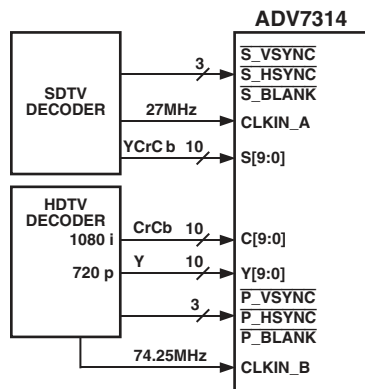 ADV7314
SDTV
DECODER
3
S_VSYNC
S_HSYNC
S_BLANK
27MHz
CLKIN_A
YCrC b 10
S[9:0]
HDTV
DECODER
1080 i
CrCb 10
C[9:0]
720 p
Y 10
Y[9:0]
3
P_VSYNC
P_HSYNC
P_BLANK
74.25MHz
CLKIN_B